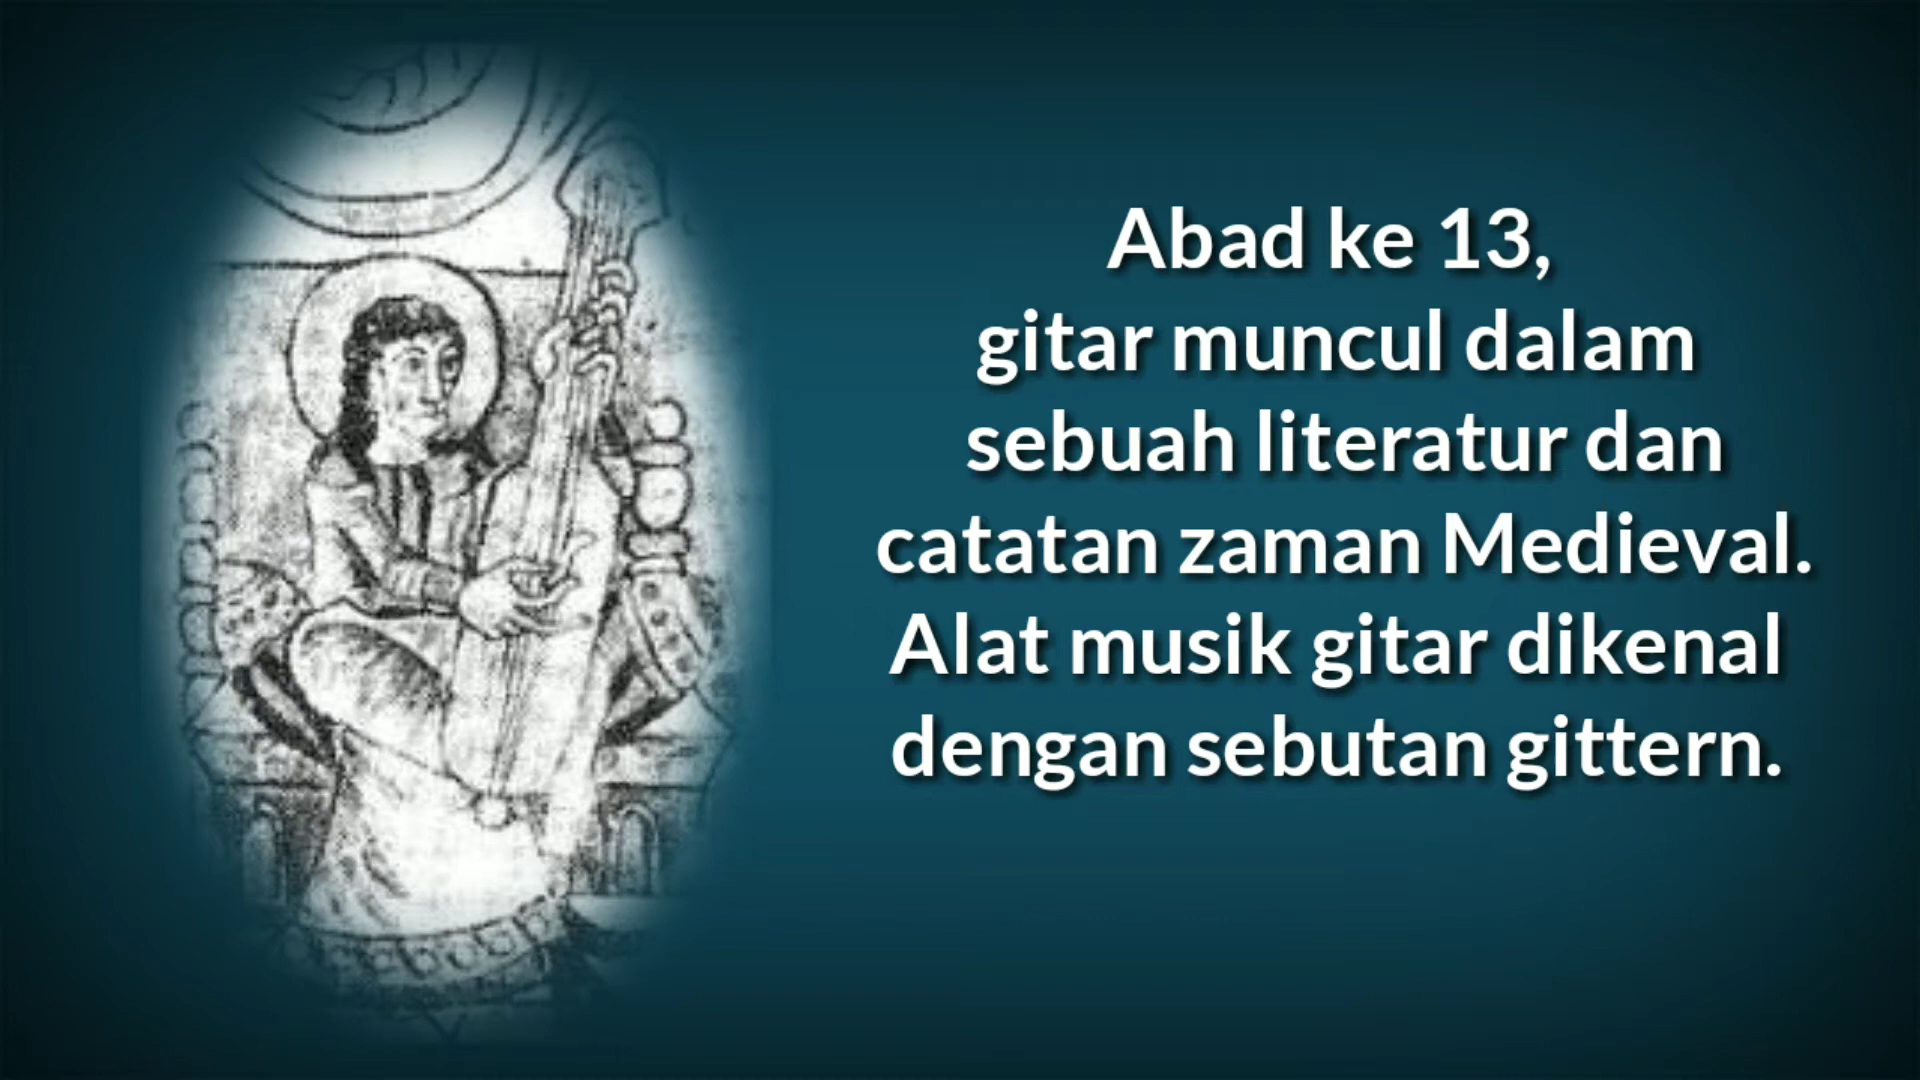 Abad ke 13,
gitar muncul dalam
sebuah literatur dan
catatan zaman Medieval.
Alat musik gitar dikenal
dengan sebutan gittern.